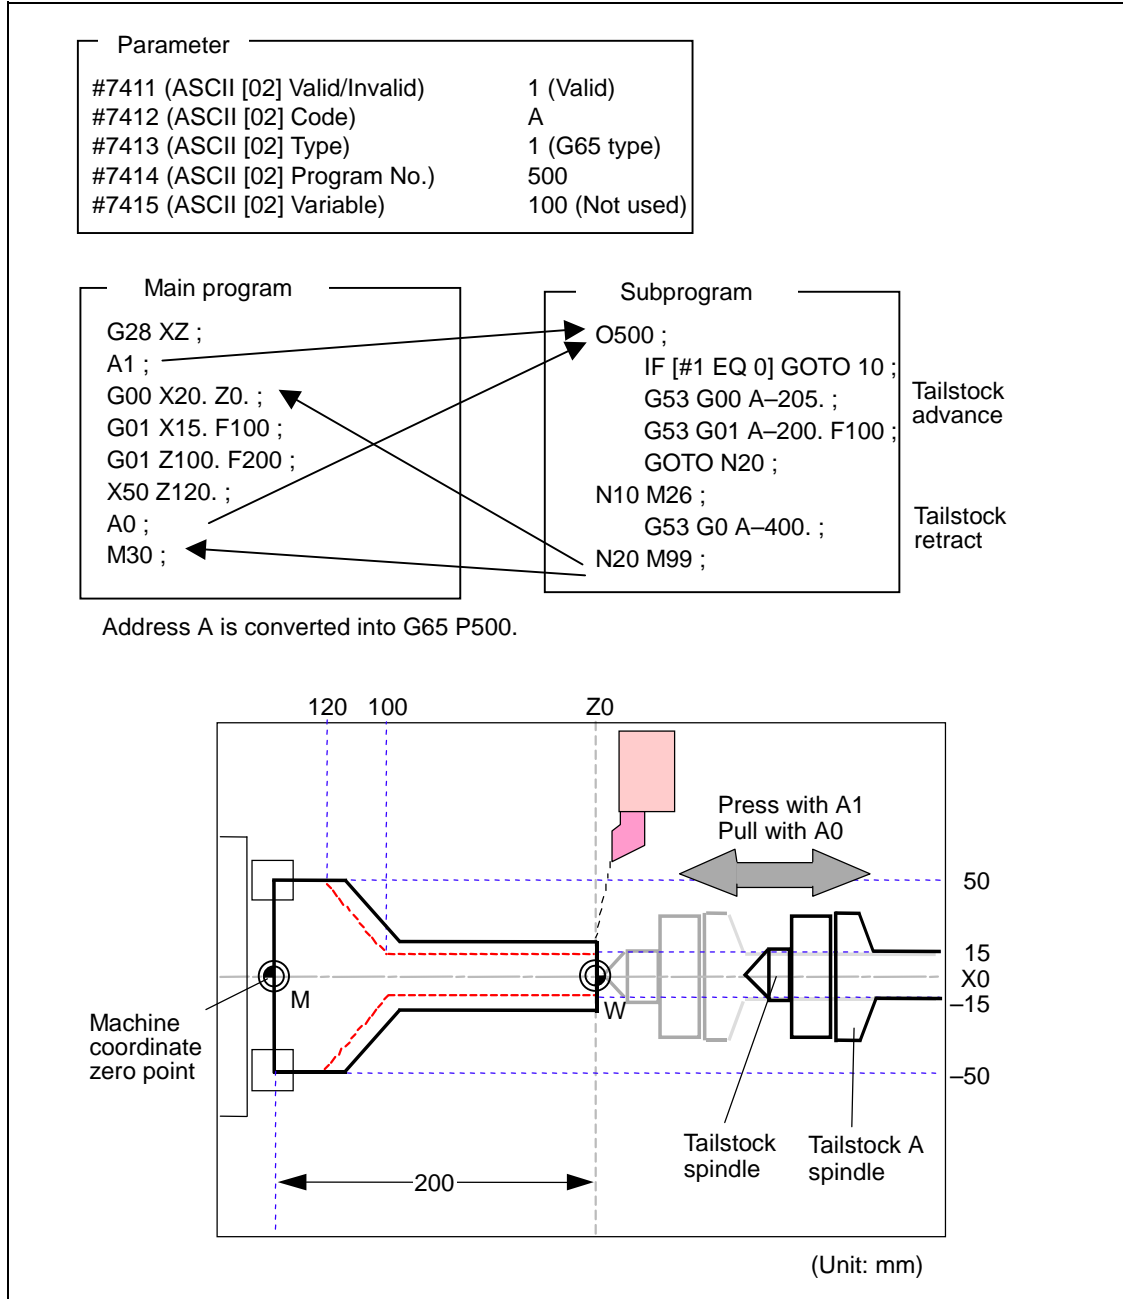 Parameter
#7411 (ASCII [02] Valid/Invalid) 1 (Valid)
#7412 (ASCII [02] Code) A
#7413 (ASCII [02] Type) 1 (G65 type)
#7414 (ASCII [02] Program No.) 500
#7415 (ASCII [02] Variable) 100 (Not used)
Main program
G28 XZ ;
A1 ;
G00 X20. Z0. ;
G01 X15. F100 ;
G01 Z100. F200 ;
X50 Z120. ;
A0 ;
M30 ;
Subprogram
O500 ;
IF [#1 EQ 0] GOTO 10 ;
G53 G00 A–205. ;
G53 G01 A–200. F100 ;
GOTO N20 ;
N10 M26 ;
G53 G0 A–400. ;
N20 M99 ;
Tailstock
advance
Tailstock
retract
Address A is converted into G65 P500.
120 100 Z0
Press with A1
Pull with A0
50
15
X0
–15
–50
M
W
Machine
coordinate
zero point
Tailstock
spindle
Tailstock A
spindle
200
(Unit: mm)